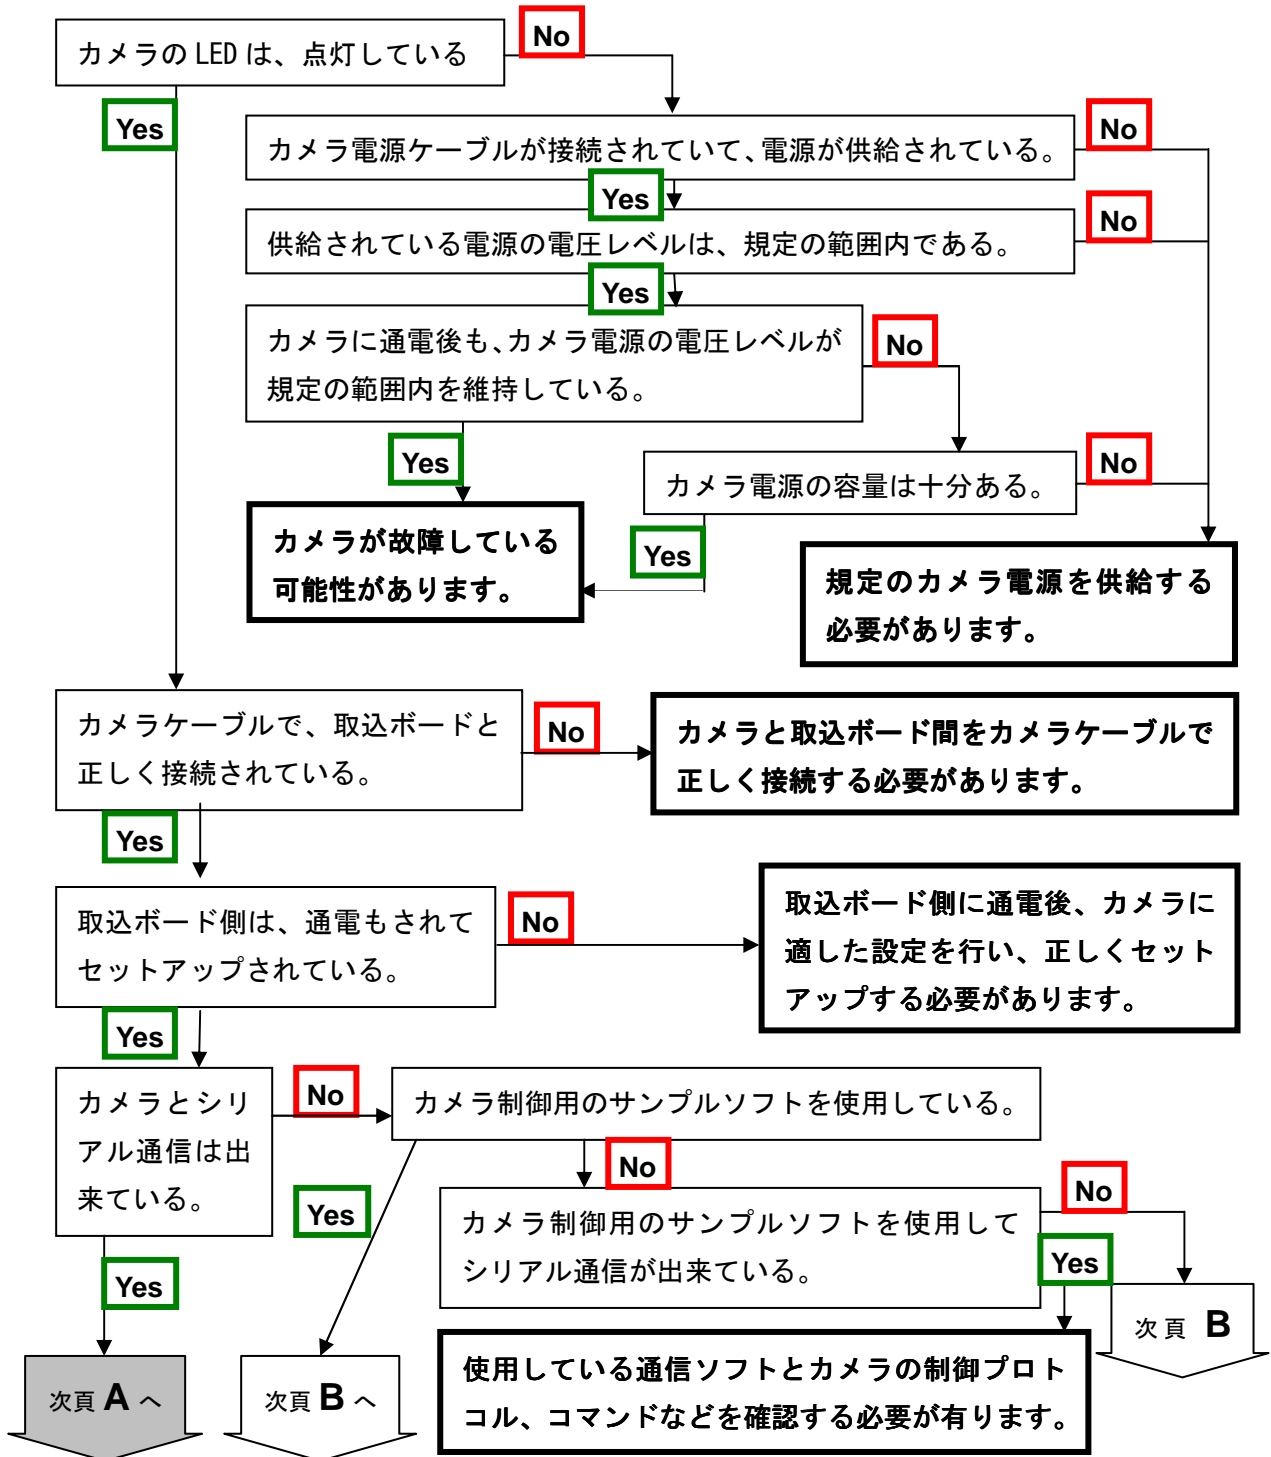 カメラの LED は、点灯している
No
Yes
カメラ電源ケーブルが接続されていて、電源が供給されている。
No
Yes
供給されている電源の電圧レベルは、規定の範囲内である。
No
Yes
カメラに通電後も、カメラ電源の電圧レベルが
規定の範囲内を維持している。
No
Yes
カメラ電源の容量は十分ある。
No
Yes
カメラが故障している
可能性があります。
規定のカメラ電源を供給する
必要があります。
カメラケーブルで、取込ボードと
正しく接続されている。
No
カメラと取込ボード間をカメラケーブルで
正しく接続する必要があります。
Yes
取込ボード側は、通電もされて
セットアップされている。
No
取込ボード側に通電後、カメラに
適した設定を行い、正しくセット
アップする必要があります。
Yes
カメラとシリ
アル通信は出
来ている。
No
カメラ制御用のサンプルソフトを使用している。
No
Yes
カメラ制御用のサンプルソフトを使用して
シリアル通信が出来ている。
No
Yes
Yes
次頁 B
使用している通信ソフトとカメラの制御プロト
コル、コマンドなどを確認する必要が有ります。
次頁 A へ
次頁 B へ